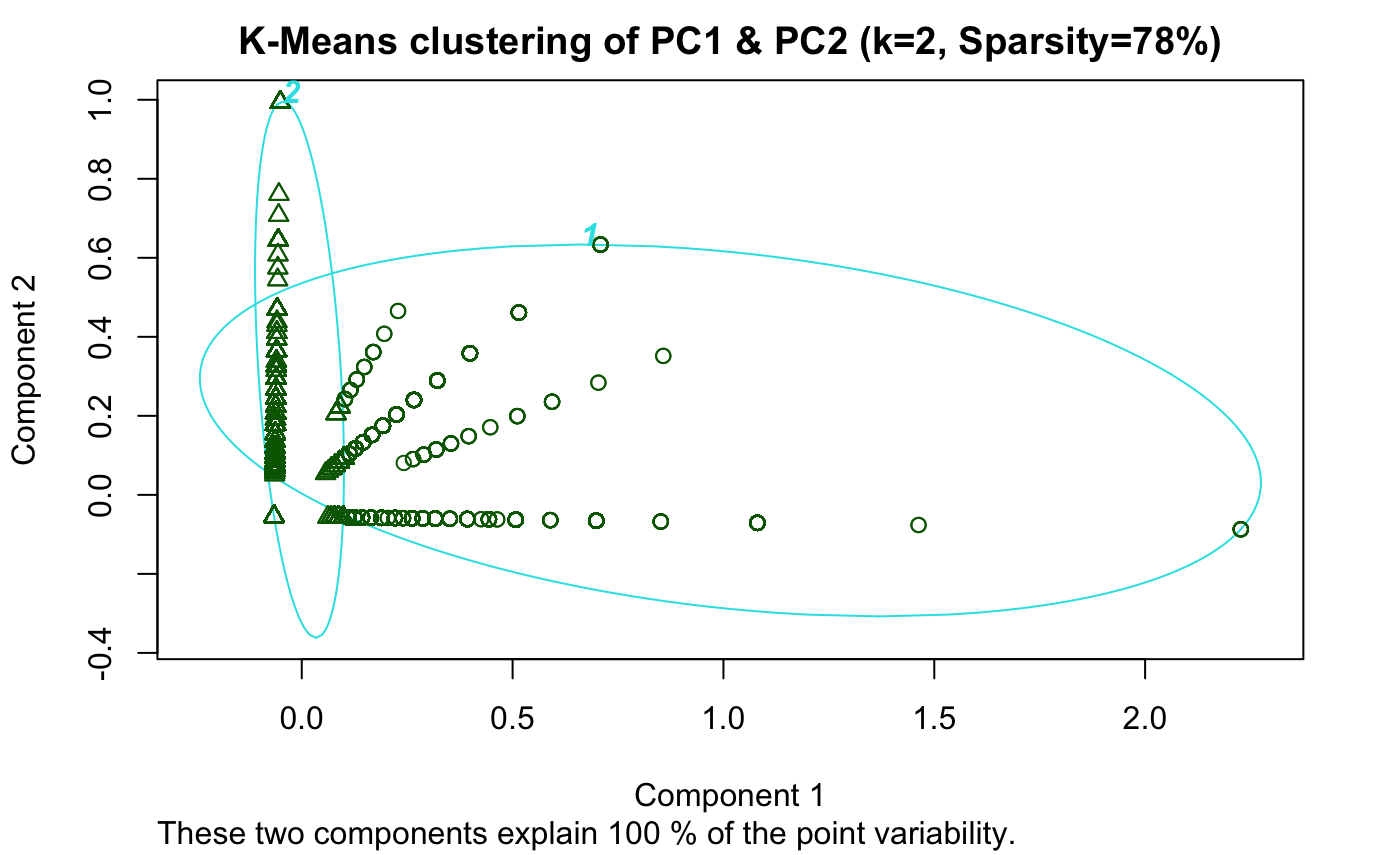 K-Means clustering of PC1 & PC2 (k=2, Sparsity=78%)
2
1
1.0
0.8
0.6
0.4
0.2
0.0
-0.4
Component 2
0.0 0.5 1.0 1.5 2.0
Component 1
These two components explain 100 % of the point variability.